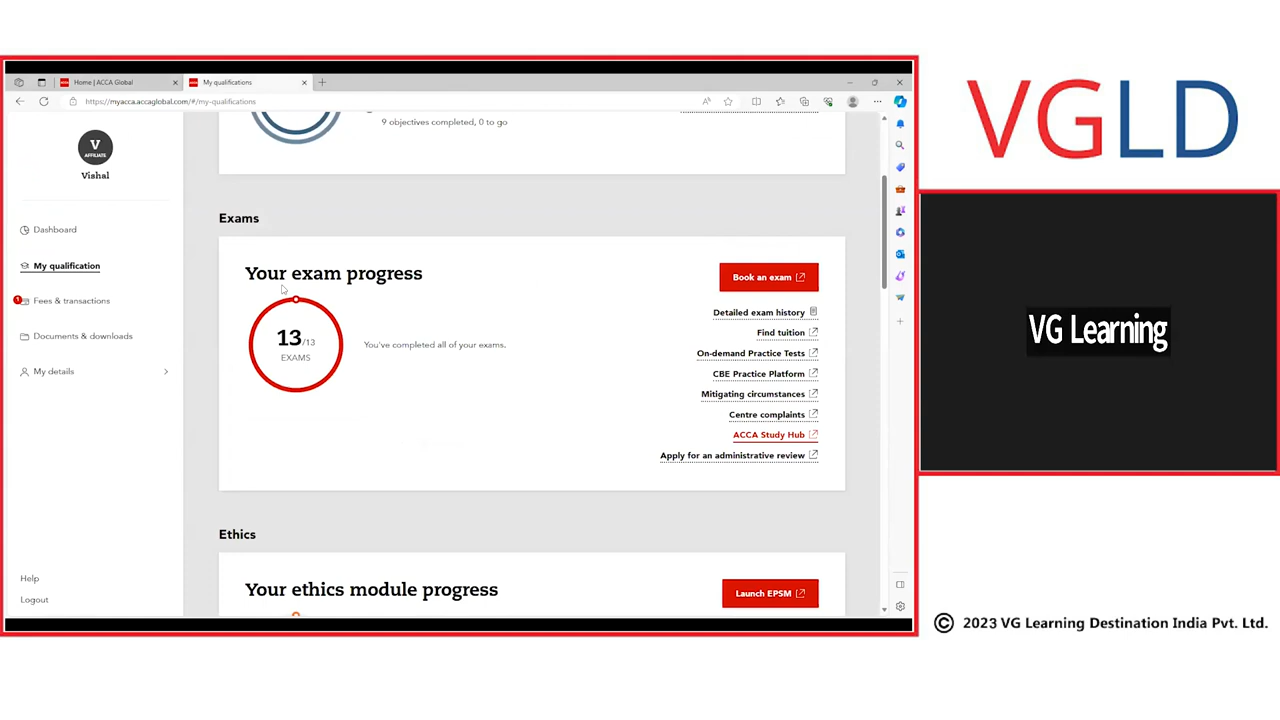 Home | ACCA Global
My qualifications
https://myacca.accaglobal.com/#/my-qualifications
V
AFFILIATE
Vishal
Dashboard
My qualification
1
Fees & transactions
Documents & downloads
My details
Help
Logout
9 objectives completed, 0 to go
Exams
Your exam progress
13/13
EXAMS
You've completed all of your exams.
Book an exam
Detailed exam history
Find tuition
On-demand Practice Tests
CBE Practice Platform
Mitigating circumstances
Centre complaints
ACCA Study Hub
Apply for an administrative review
Ethics
Your ethics module progress
Launch EPSM
VGLD
VG Learning
© 2023 VG Learning Destination India Pvt. Ltd.